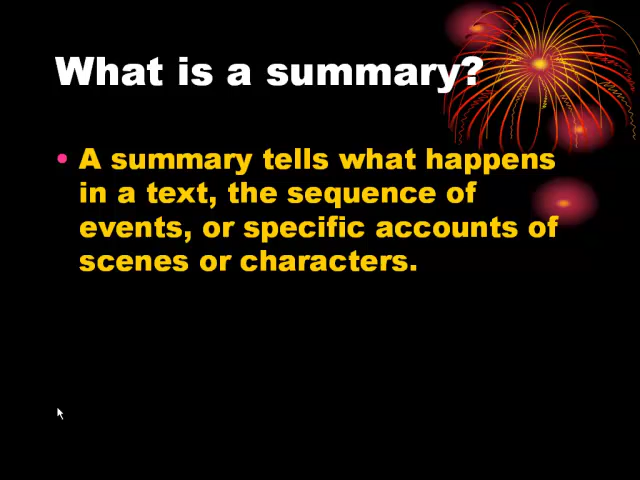 What is a summary?
• A summary tells what happens
in a text, the sequence of
events, or specific accounts of
scenes or characters.